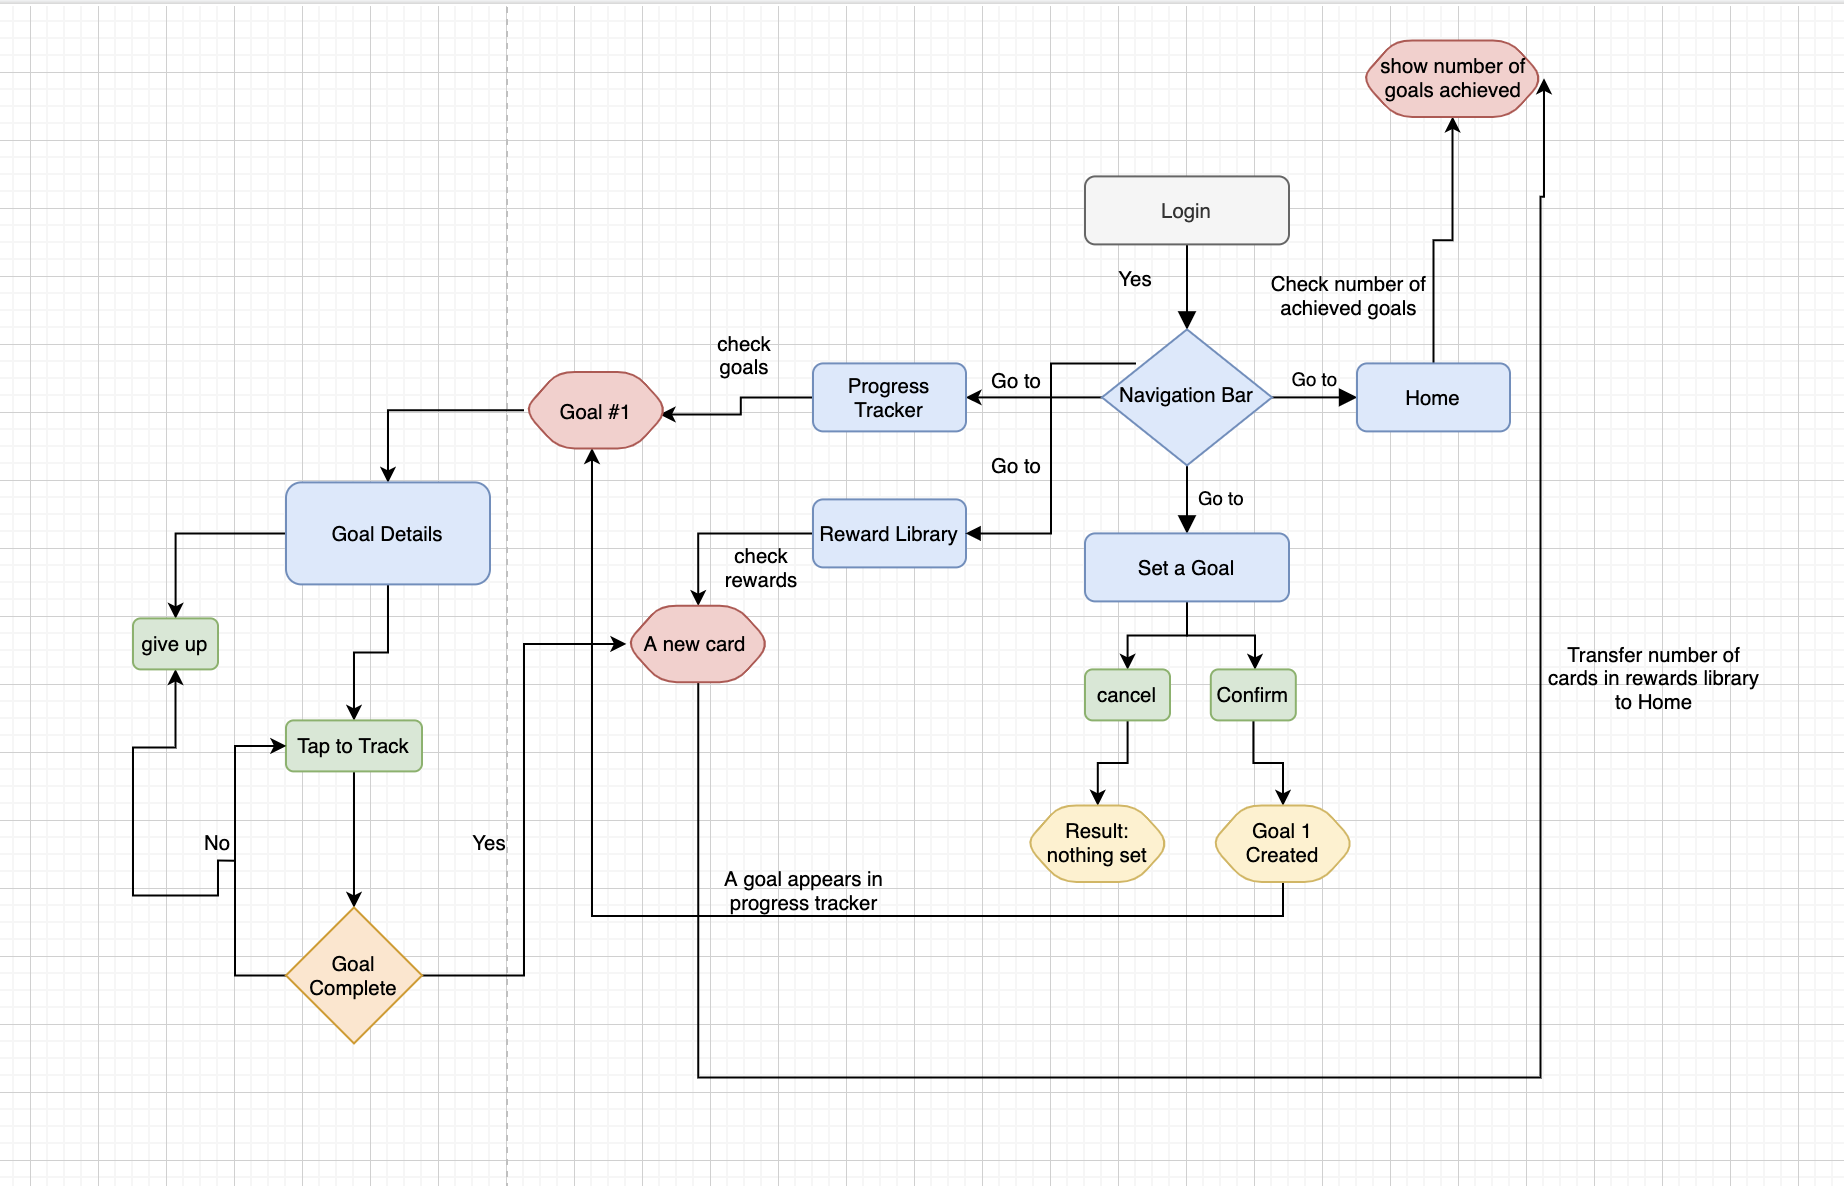 show number of
goals achieved
Login
Yes
Check number of
achieved goals
check
goals
Progress
Tracker
Go to
Navigation Bar
Go to
Home
Goal #1
Go to
Go to
Goal Details
Reward Library
check
rewards
Set a Goal
give up
A new card
cancel
Confirm
Transfer number of
cards in rewards library
to Home
Tap to Track
No
Yes
Result:
nothing set
Goal 1
Created
A goal appears in
progress tracker
Goal
Complete